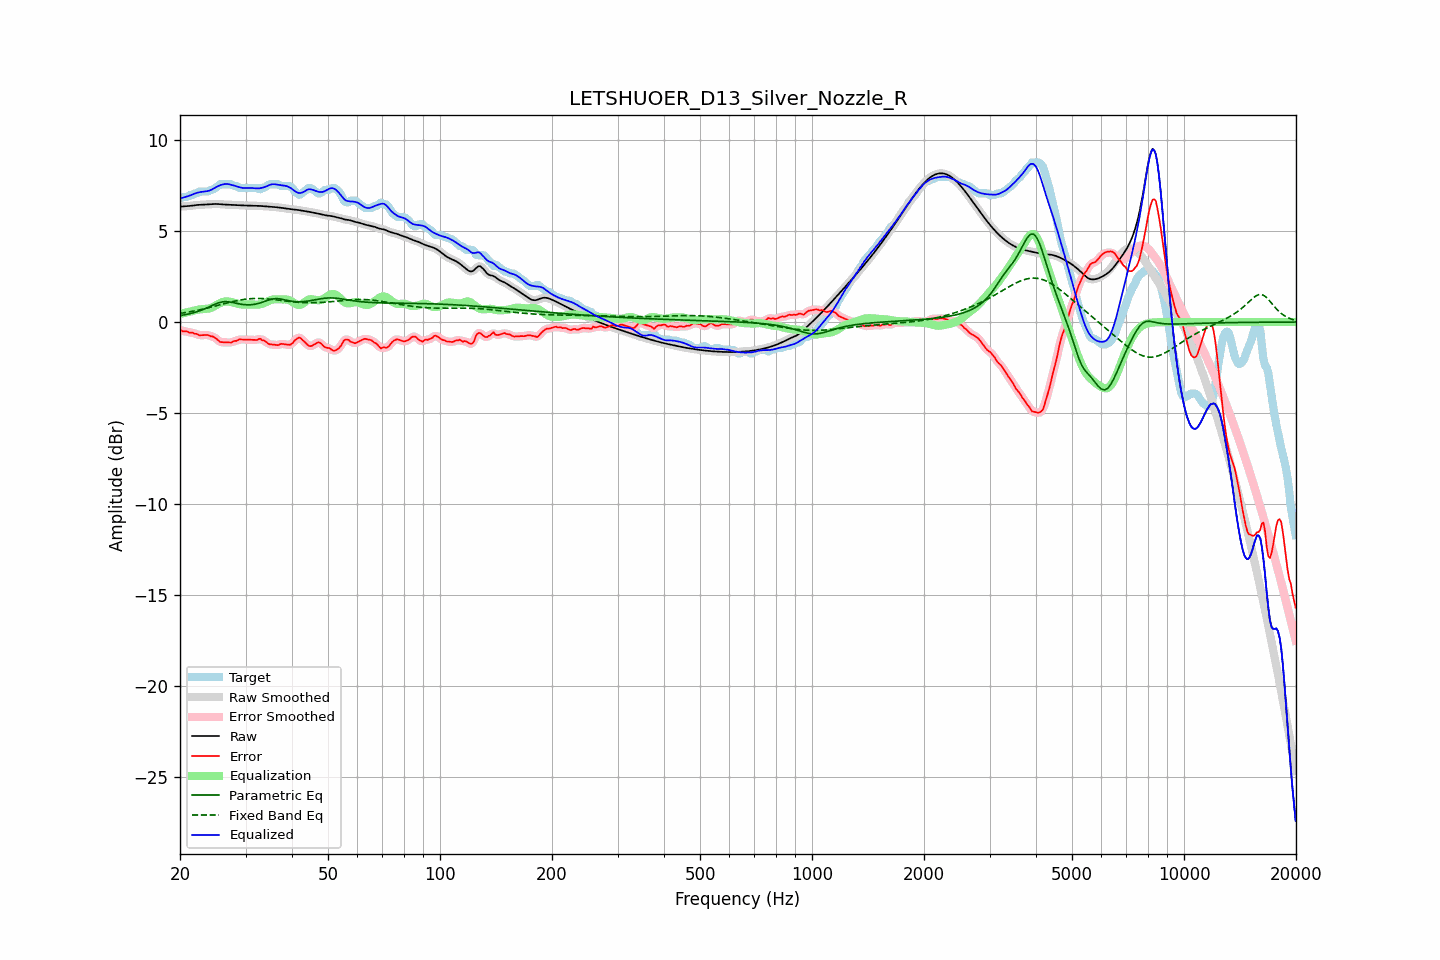 LETSHUOER_D13_Silver_Nozzle_R
10
5
0
−5
−10
−15
−20
−25
Amplitude (dBr)
Target
Raw Smoothed
Error Smoothed
Raw
Error
Equalization
Parametric Eq
Fixed Band Eq
Equalized
20 50 100 200 500 1000 2000 5000 10000 20000
Frequency (Hz)